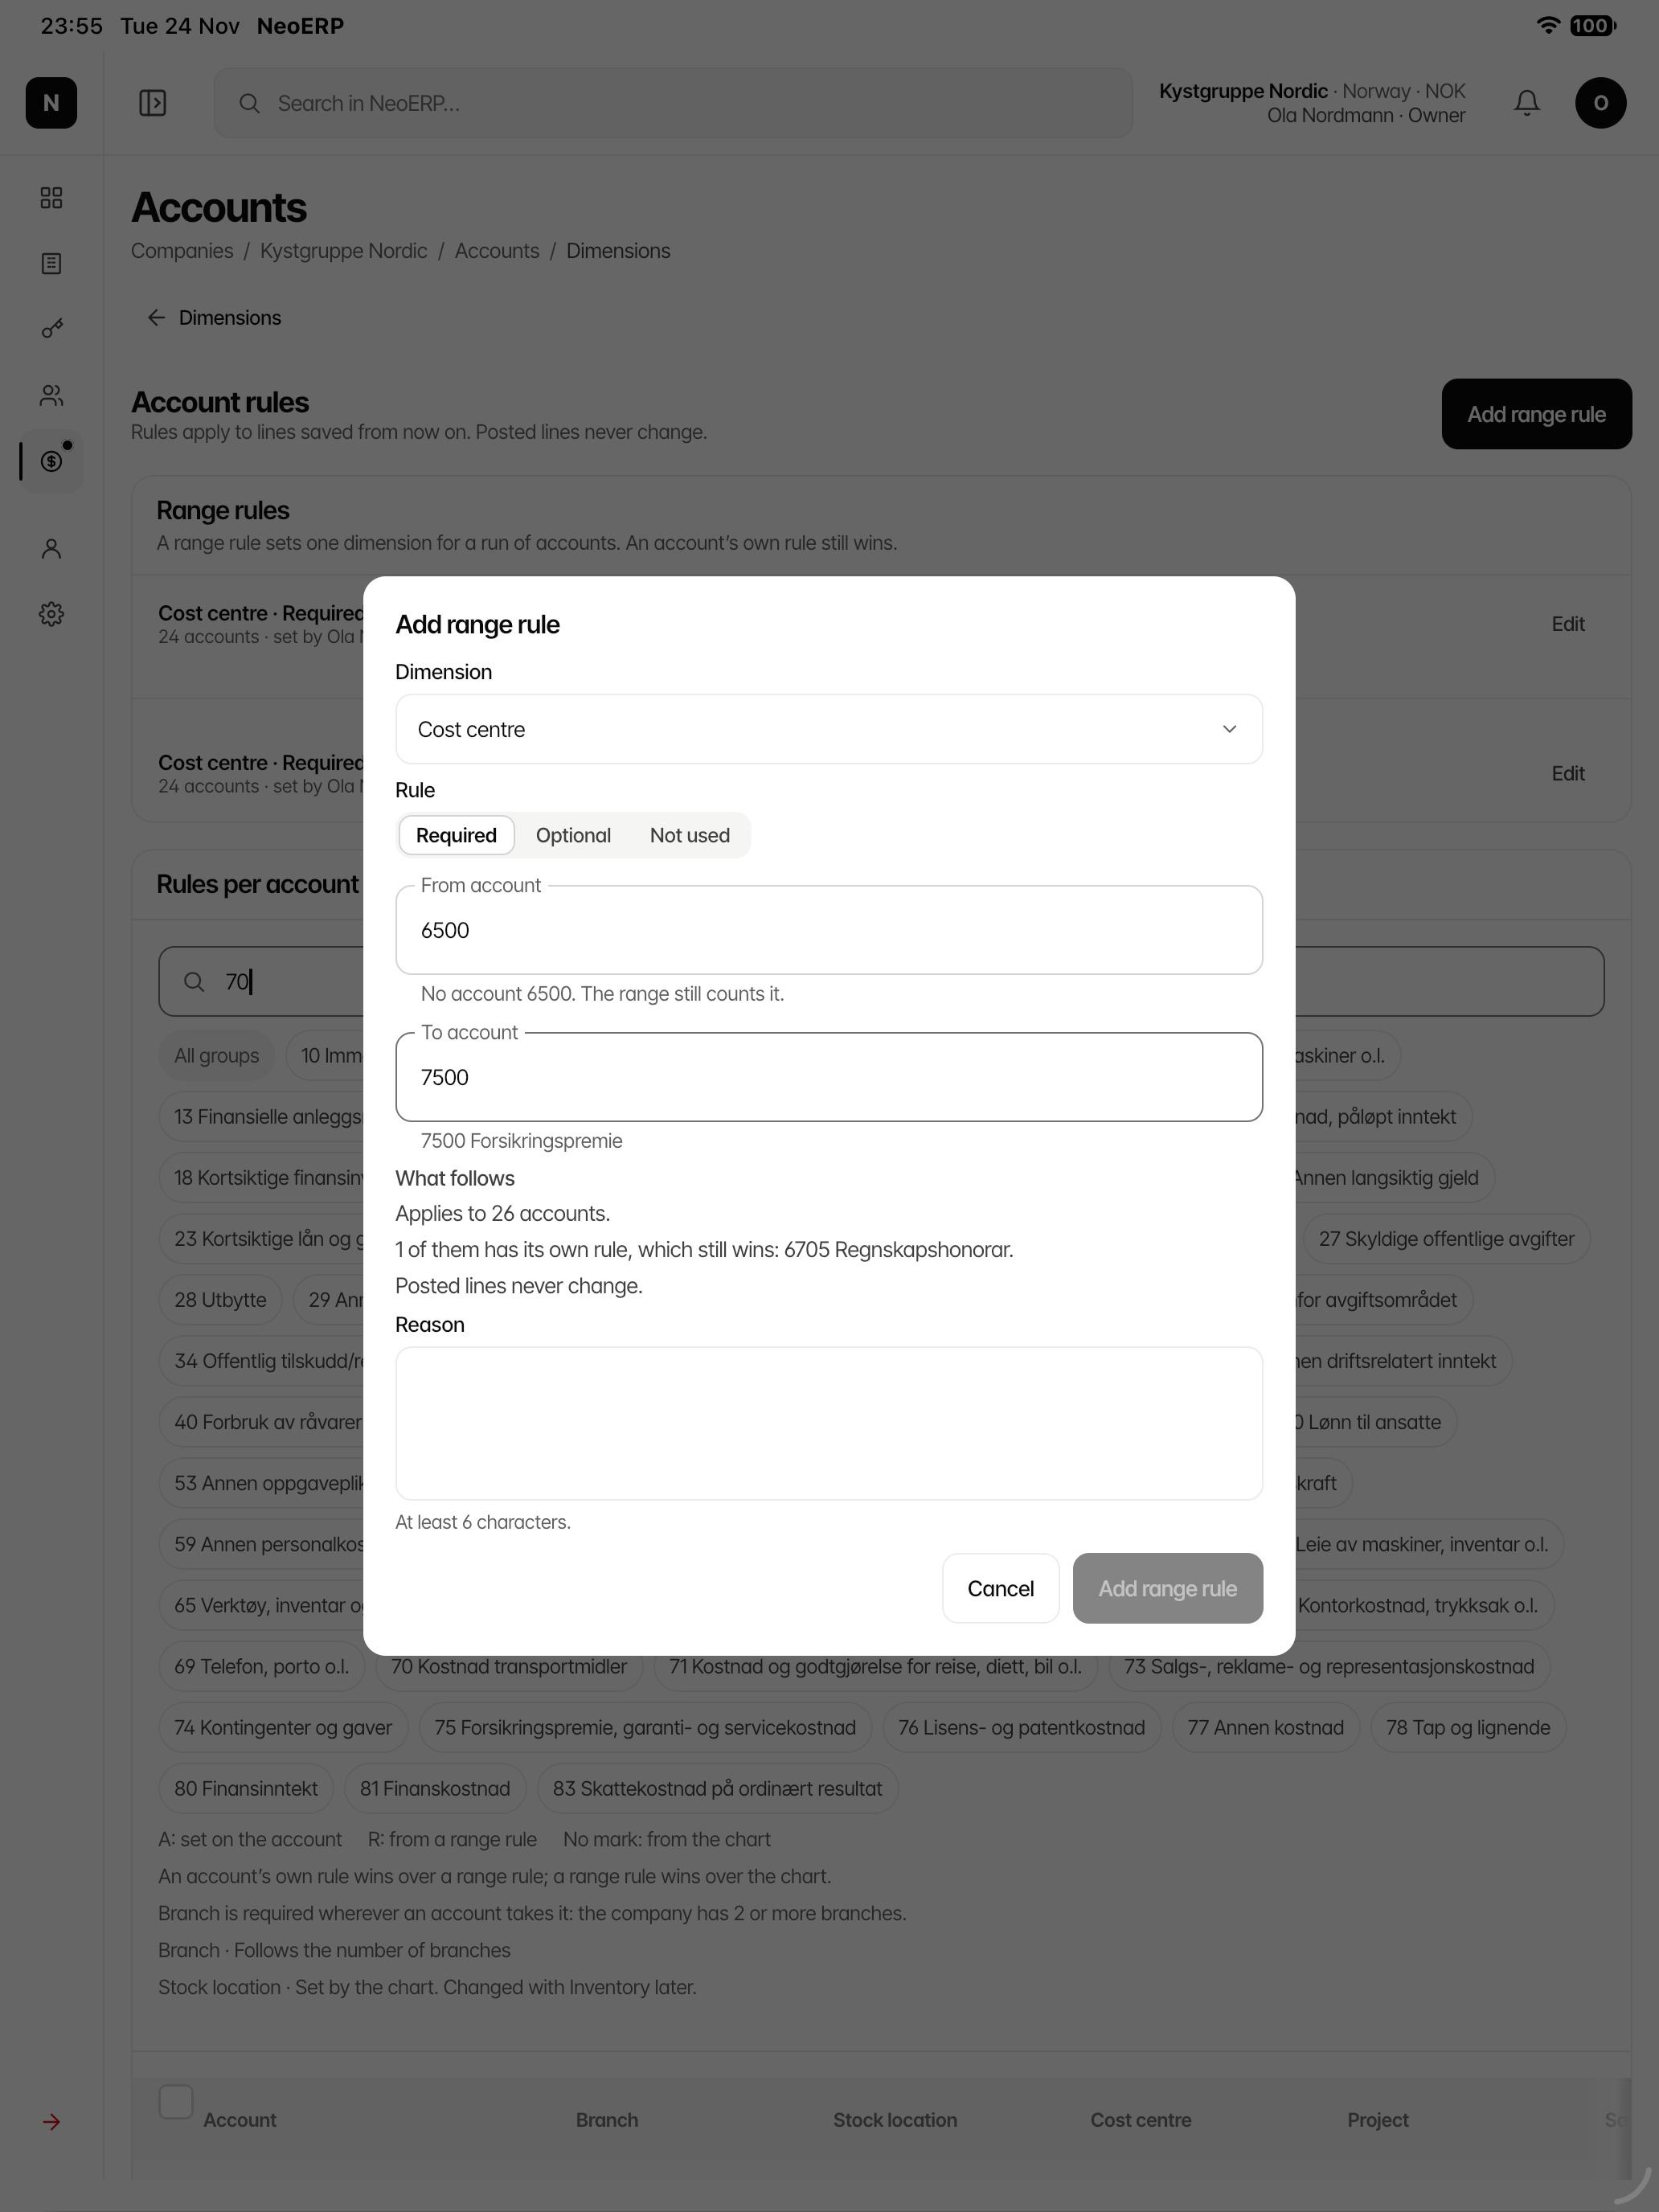 23:55 Tue 24 Nov NeoERP
100
N
Search in NeoERP...
Kystgruppe Nordic · Norway · NOK
Ola Nordmann · Owner
O
Accounts
Companies / Kystgruppe Nordic / Accounts / Dimensions
Dimensions
Account rules
Rules apply to lines saved from now on. Posted lines never change.
Add range rule
Range rules
A range rule sets one dimension for a run of accounts. An account's own rule still wins.
Cost centre · Required
24 accounts · set by Ola
Edit
Cost centre · Required
24 accounts · set by Ola
Edit
Rules per account
70
Add range rule
Dimension
Cost centre
Rule
Required Optional Not used
From account
6500
No account 6500. The range still counts it.
To account
7500
7500 Forsikringspremie
What follows
Applies to 26 accounts.
1 of them has its own rule, which still wins: 6705 Regnskapshonorar.
Posted lines never change.
Reason
At least 6 characters.
Cancel
Add range rule
All groups 10 Imm askiner o.l.
13 Finansielle anleggs nad, påløpt inntekt
18 Kortsiktige finansin Annen langsiktig gjeld
23 Kortsiktige lån og g 27 Skyldige offentlige avgifter
28 Utbytte 29 Ann for avgiftsområdet
34 Offentlig tilskudd/re nen driftsrelatert inntekt
40 Forbruk av råvarer 0 Lønn til ansatte
53 Annen oppgaveplik kraft
59 Annen personalkos Leie av maskiner, inventar o.l.
65 Verktøy, inventar o Kontorkostnad, trykksak o.l.
69 Telefon, porto o.l. 70 Kostnad transportmidler 71 Kostnad og godtgjørelse for reise, diett, bil o.l. 73 Salgs-, reklame- og representasjonskostnad
74 Kontingenter og gaver 75 Forsikringspremie, garanti- og servicekostnad 76 Lisens- og patentkostnad 77 Annen kostnad 78 Tap og lignende
80 Finansinntekt 81 Finanskostnad 83 Skattekostnad på ordinært resultat
A: set on the account R: from a range rule No mark: from the chart
An account's own rule wins over a range rule; a range rule wins over the chart.
Branch is required wherever an account takes it: the company has 2 or more branches.
Branch · Follows the number of branches
Stock location · Set by the chart. Changed with Inventory later.
Account Branch Stock location Cost centre Project